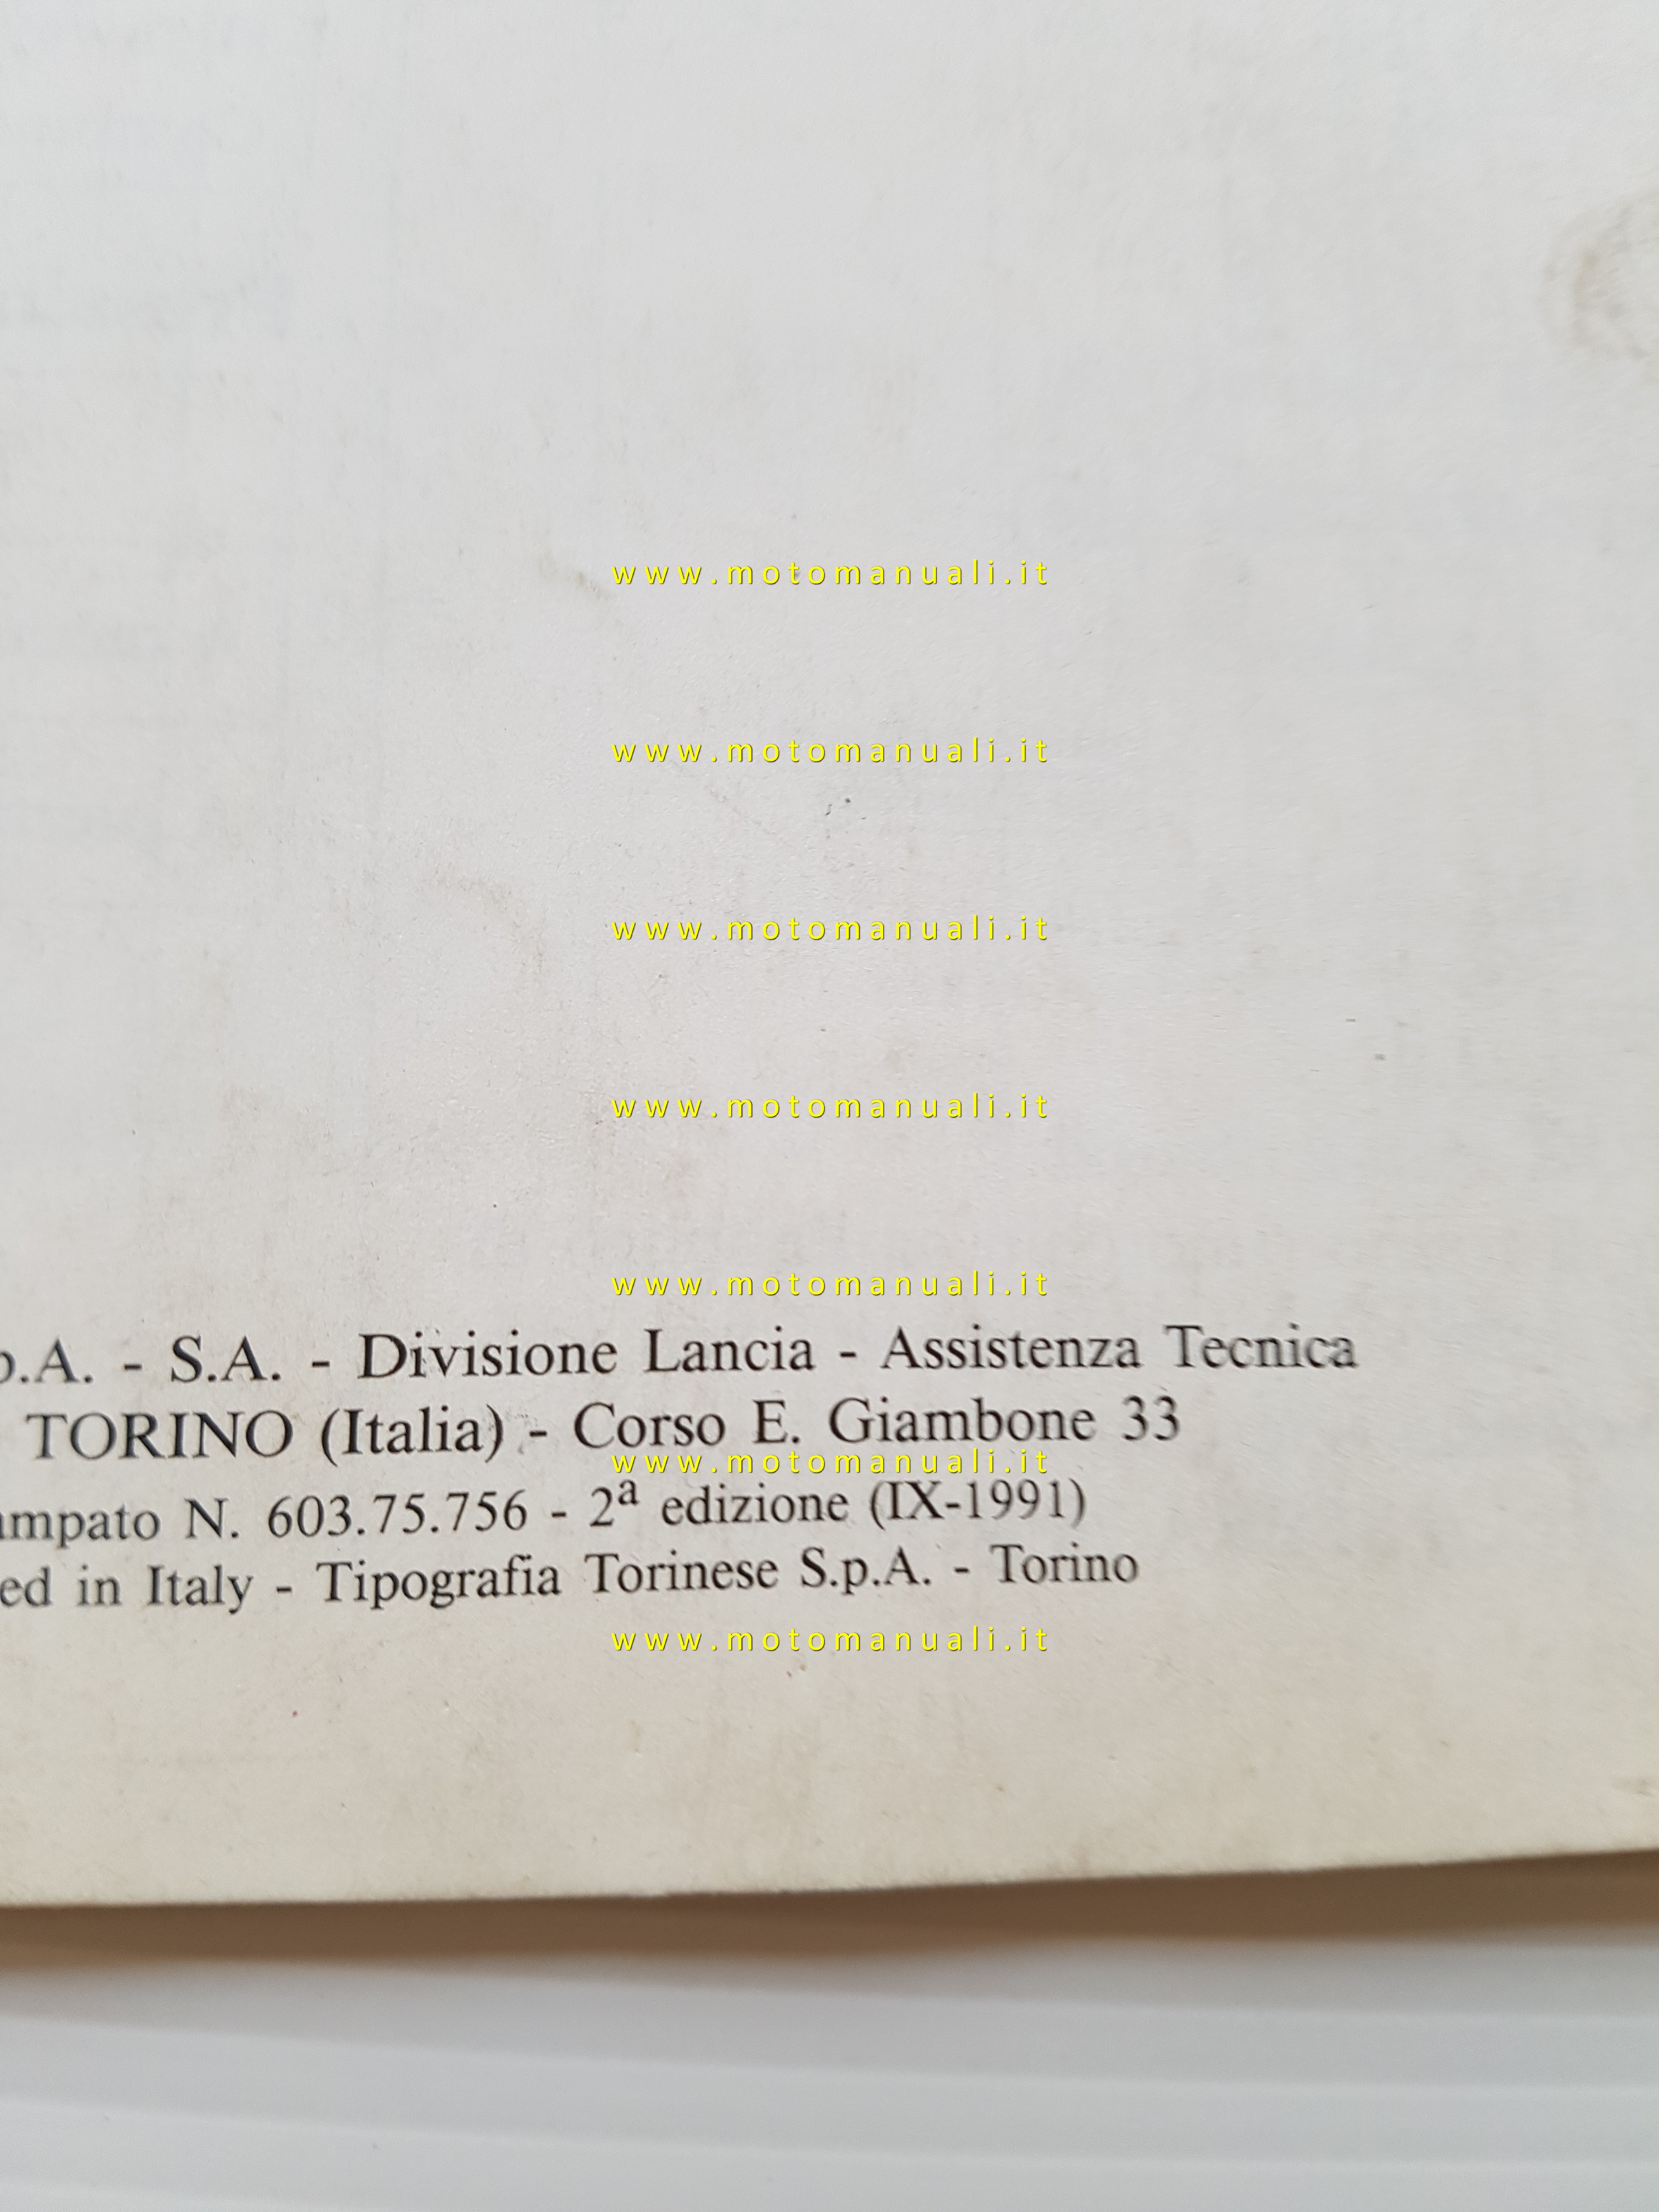 www.motomanuali.it
www.motomanuali.it
www.motomanuali.it
www.motomanuali.it
www.motomanuali.it
p.A. - S.A. - Divisione Lancia - Assistenza Tecnica
TORINO (Italia) - Corso E. Giambone 33
www.motomanuali.it
ampato N. 603.75.756 - 2ª edizione (IX-1991)
ed in Italy - Tipografia Torinese S.p.A. - Torino
www.motomanuali.it